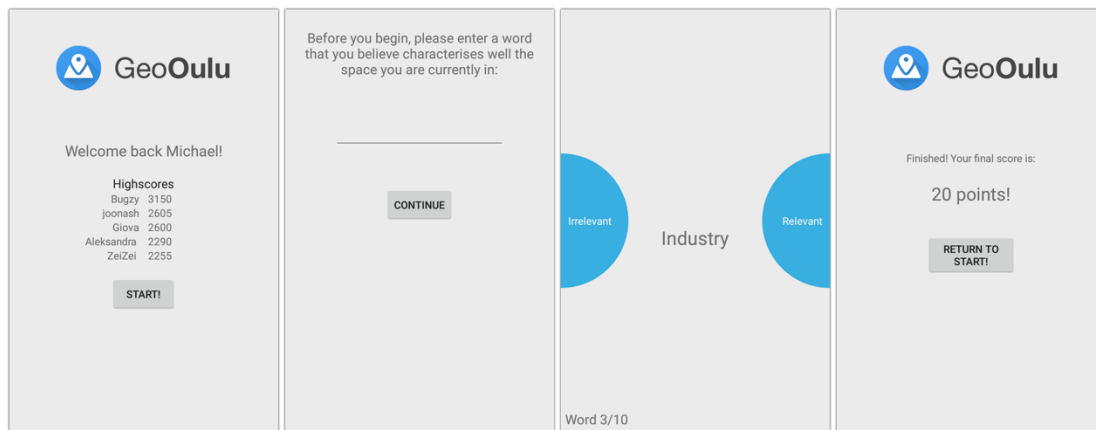 GeoOulu
Welcome back Michael!
Highscores
Bugzy 3150
joonash 2605
Giova 2600
Aleksandra 2290
ZeiZei 2255
START!
Before you begin, please enter a word
that you believe characterises well the
space you are currently in:
CONTINUE
Irrelevant
Industry
Relevant
Word 3/10
GeoOulu
Finished! Your final score is:
20 points!
RETURN TO
START!